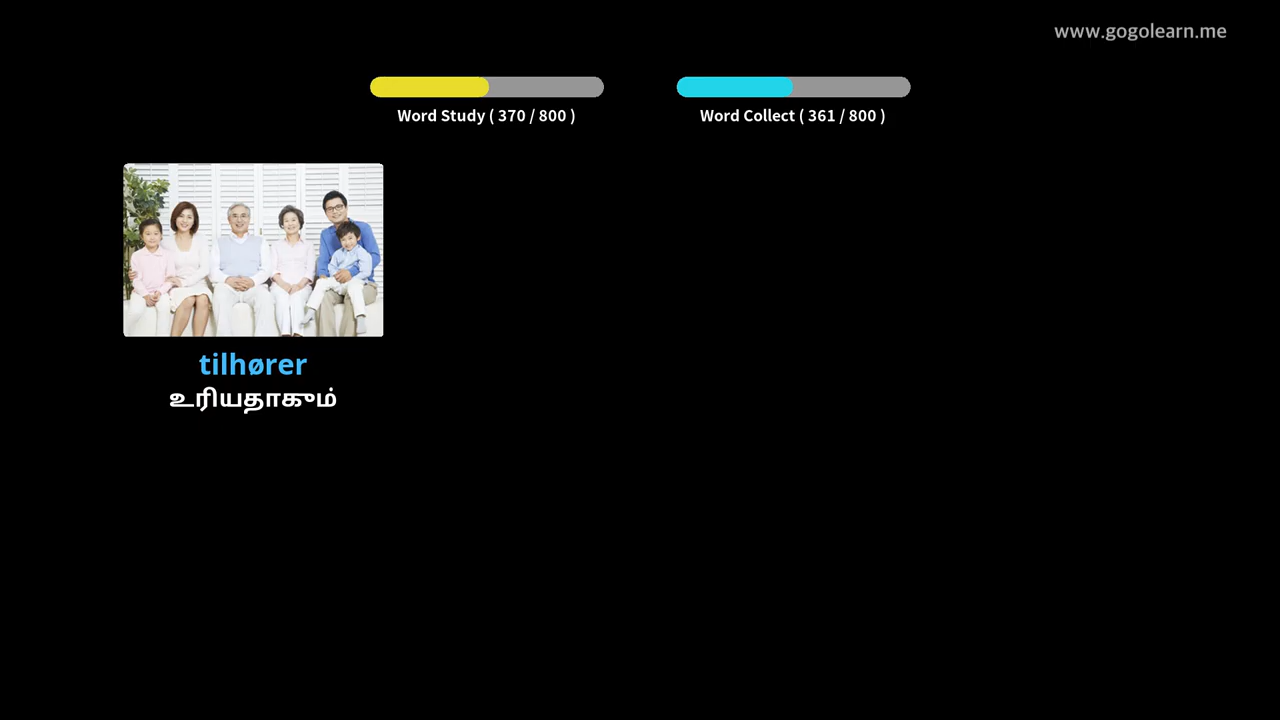 www.gogolearn.me
Word Study ( 370 / 800 )
Word Collect ( 361 / 800 )
tilhører
உரியதாகும்